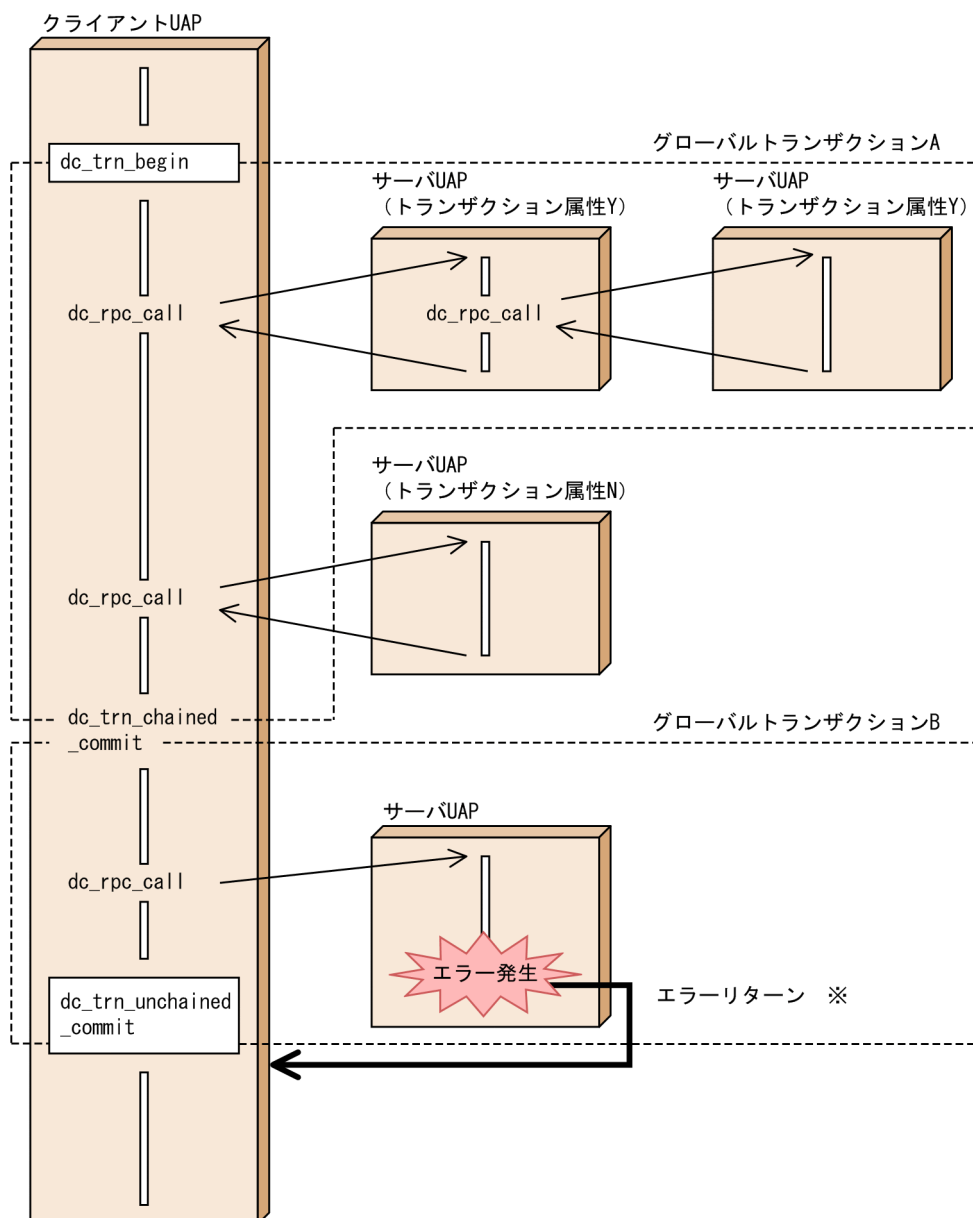 クライアントUAP
グローバルトランザクションA
dc_trn_begin
サーバUAP
(トランザクション属性Y)
サーバUAP
(トランザクション属性Y)
dc_rpc_call
dc_rpc_call
サーバUAP
(トランザクション属性N)
dc_rpc_call
dc_trn_chained
_commit
グローバルトランザクションB
サーバUAP
dc_rpc_call
エラー発生
dc_trn_unchained
_commit
エラーリターン ※